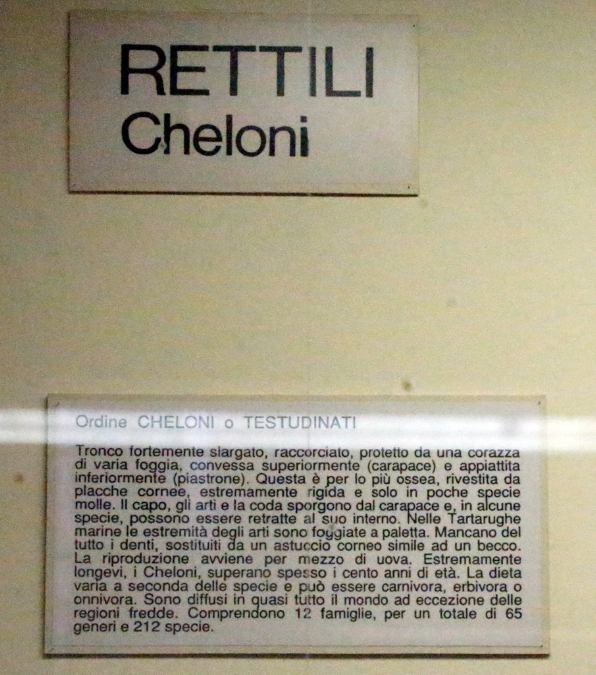 RETTILI
Cheloni
Ordine CHELONI o TESTUDINATI
Tronco fortemente slargato, raccorciato, protetto da una corazza
di varia foggia, convessa superiormente (carapace) e appiattita
inferiormente (piastrone). Questa è per lo più ossea, rivestita da
placche cornee, estremamente rigida e solo in poche specie
molle. Il capo, gli arti e la coda sporgono dal carapace e, in alcune
specie, possono essere retratte al suo interno. Nelle Tartarughe
marine le estremità degli arti sono foggiate a paletta. Mancano del
tutto i denti, sostituiti da un astuccio corneo simile ad un becco.
La riproduzione avviene per mezzo di uova. Estremamente
longevi, i Cheloni, superano spesso i cento anni di età. La dieta
varia a seconda delle specie e può essere carnivora, erbivora o
onnivora. Sono diffusi in quasi tutto il mondo ad eccezione delle
regioni fredde. Comprendono 12 famiglie, per un totale di 65
generi e 212 specie.